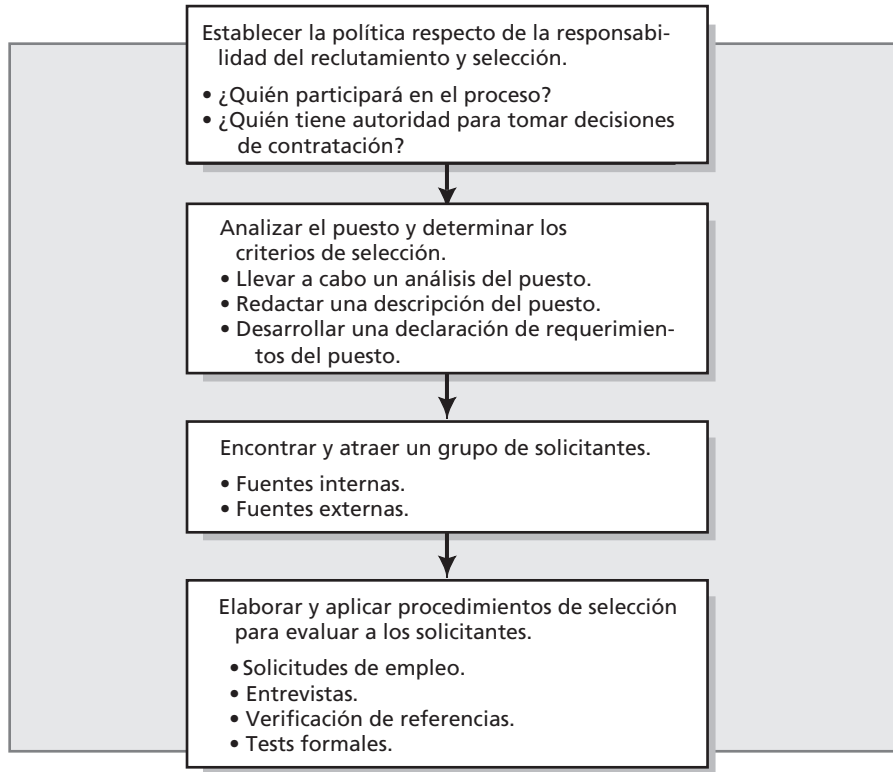 Establecer la política respecto de la responsabi-
lidad del reclutamiento y selección.
• ¿Quién participará en el proceso?
• ¿Quién tiene autoridad para tomar decisiones
de contratación?
Analizar el puesto y determinar los
criterios de selección.
• Llevar a cabo un análisis del puesto.
• Redactar una descripción del puesto.
• Desarrollar una declaración de requerimien-
tos del puesto.
Encontrar y atraer un grupo de solicitantes.
• Fuentes internas.
• Fuentes externas.
Elaborar y aplicar procedimientos de selección
para evaluar a los solicitantes.
• Solicitudes de empleo.
• Entrevistas.
• Verificación de referencias.
• Tests formales.